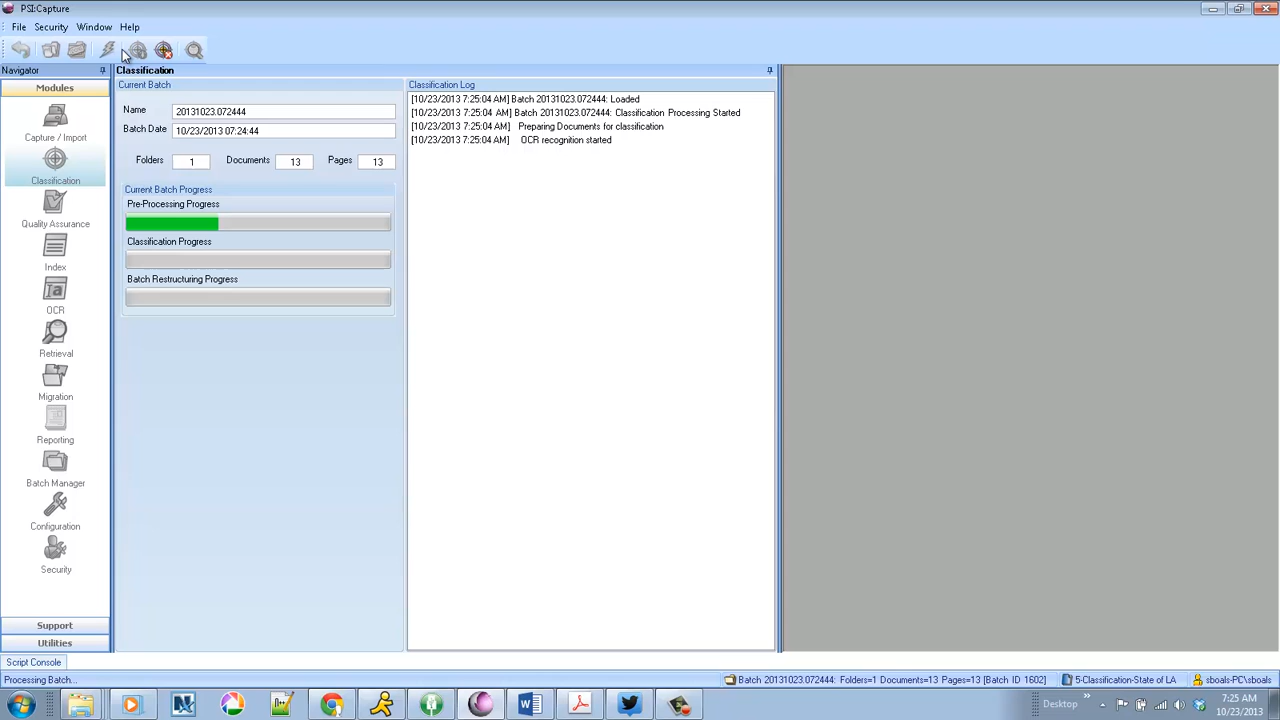 PSI:Capture
File Security Window Help
Navigator
Modules
Capture / Import
Classification
Quality Assurance
Index
OCR
Retrieval
Migration
Reporting
Batch Manager
Configuration
Security
Support
Utilities
Classification
Current Batch
Name 20131023.072444
Batch Date 10/23/2013 07:24:44
Folders 1 Documents 13 Pages 13
Current Batch Progress
Pre-Processing Progress
Classification Progress
Batch Restructuring Progress
Classification Log
[10/23/2013 7:25:04 AM] Batch 20131023.072444: Loaded
[10/23/2013 7:25:04 AM] Batch 20131023.072444: Classification Processing Started
[10/23/2013 7:25:04 AM] Preparing Documents for classification
[10/23/2013 7:25:04 AM] OCR recognition started
Script Console
Processing Batch...
Batch 20131023.072444: Folders=1 Documents=13 Pages=13 [Batch ID 1602]
5-Classification-State of LA
sboals-PC\sboals
Desktop
7:25 AM
10/23/2013